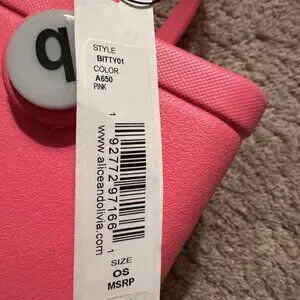 STYLE
BITTY01
COLOR
A650
PINK
1 92772 97166 1
www.aliceandolivia.com
SIZE
OS
MSRP
b